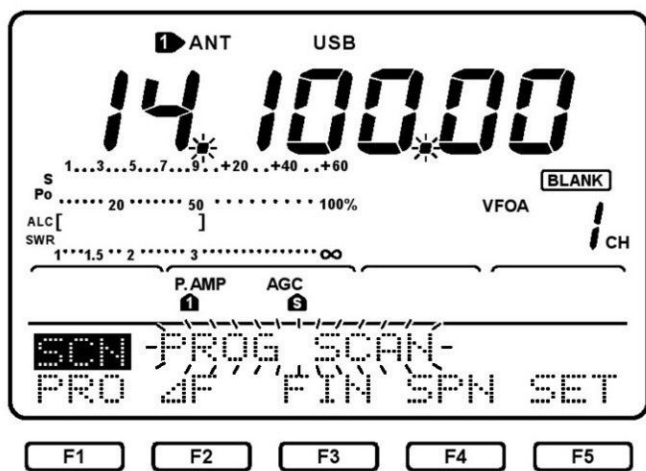 1 ANT USB
14.100.00
1...3...5...7...9..+20..+40...+60
S
BLANK
Po 20 50 100% VFOA 1 CH
ALC [ ]
SWR 1 1.5 2 3 ∞
P.AMP AGC
1 S
SCN PROG SCAN
PRO ⊿F FIN SPN SET
F1 F2 F3 F4 F5